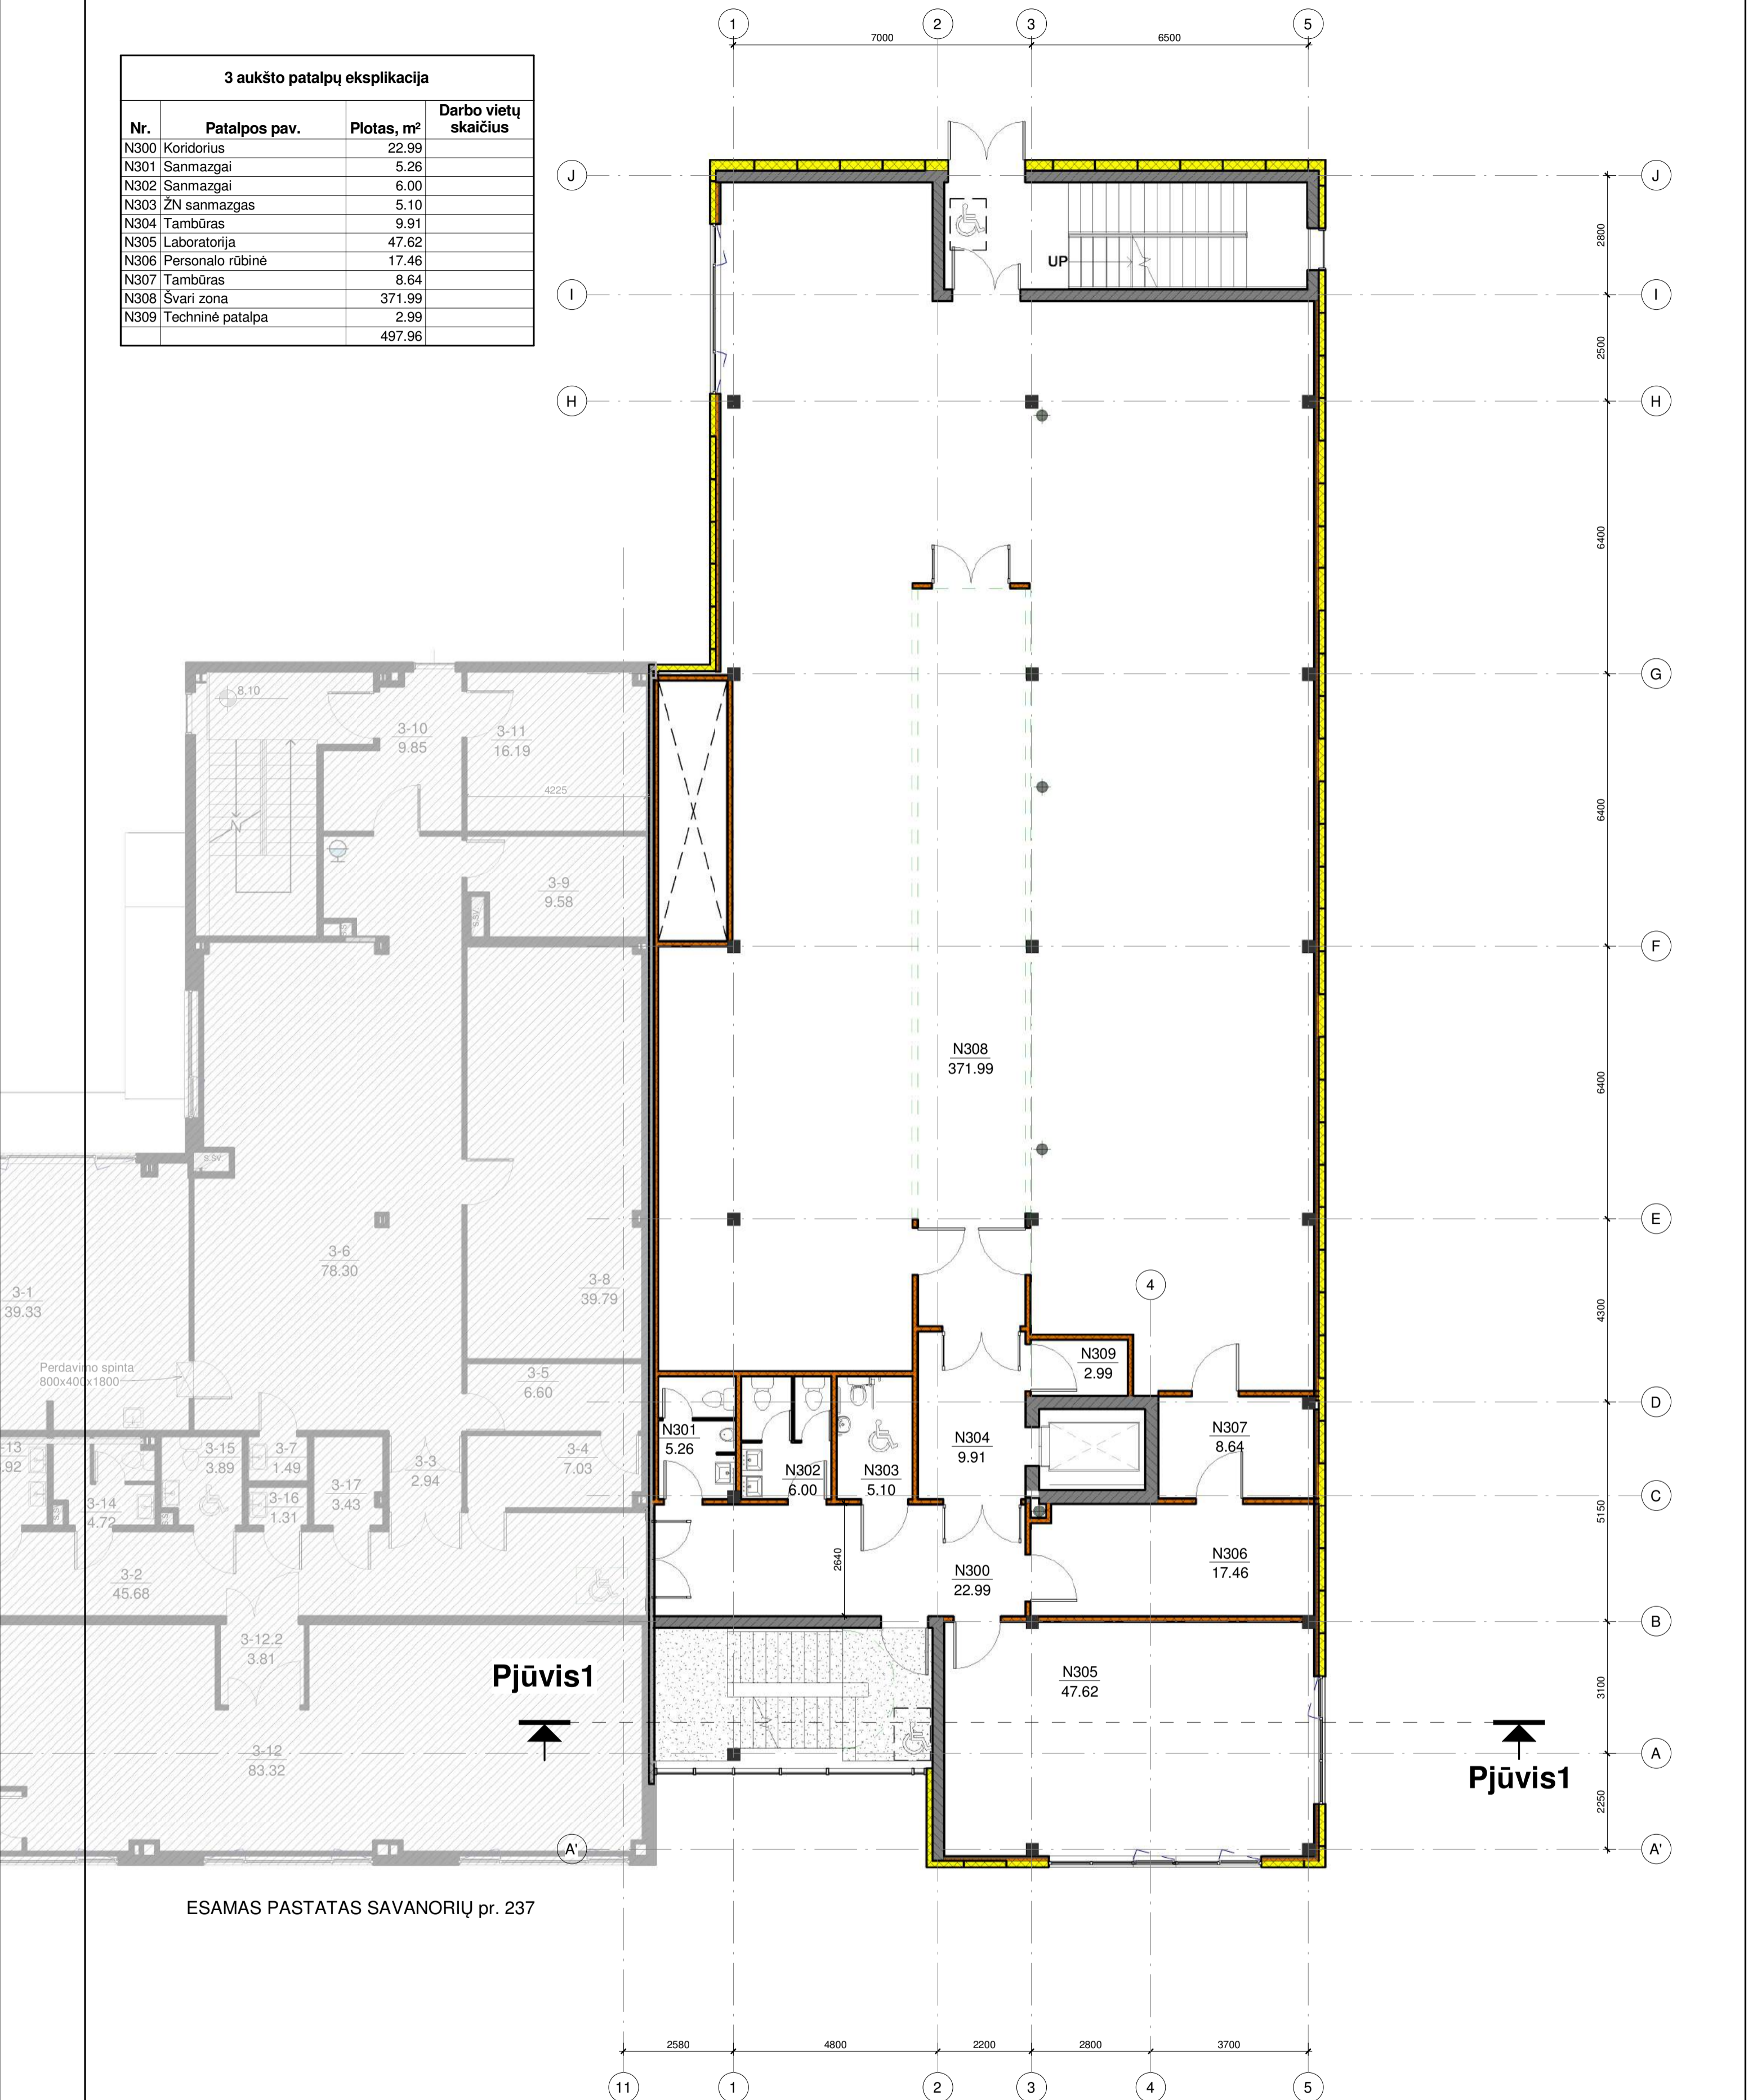 1
2
3
5
7000
6500
3 aukšto patalpų eksplikacija
Nr. Patalpos pav. Plotas, m² Darbo vietų skaičius
N300 Koridorius 22.99
N301 Sanmazgai 5.26
N302 Sanmazgai 6.00
N303 ŽN sanmazgas 5.10
N304 Tambūras 9.91
N305 Laboratorija 47.62
N306 Personalo rūbinė 17.46
N307 Tambūras 8.64
N308 Švari zona 371.99
N309 Techninė patalpa 2.99
497.96
J
J
2800
UP
I
I
2500
H
H
6400
G
G
8.10
3-10
9.85
3-11
16.19
4225
6400
3-9
9.58
F
N308
371.99
6400
E
3-6
78.30
3-1
39.33
3-8
39.79
4
4300
Perdavimo spinta
800x400x1800
3-5
6.60
N309
2.99
D
N301
5.26
N302
6.00
N303
5.10
N304
9.91
N307
8.64
-13
.92
3-15
3.89
3-7
1.49
3-3
2.94
3-4
7.03
3-14
4.72
3-16
1.31
3-17
3.43
C
5150
2640
N300
22.99
N306
17.46
3-2
45.68
B
3-12.2
3.81
Pjūvis1
N305
47.62
3100
3-12
83.32
A
Pjūvis1
2250
A'
A'
ESAMAS PASTATAS SAVANORIŲ pr. 237
2580
4800
2200
2800
3700
11
1
2
3
4
5